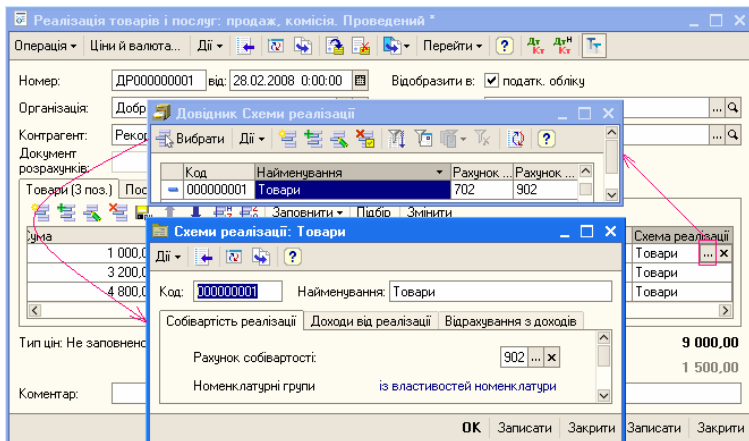 Реалізація товарів і послуг: продаж, комісія. Проведений *
Операція Ціни й валюта... Дії Перейти
Номер: ДР000000001 від: 28.02.2008 0:00:00 Відобразити в: податк. обліку
Організація: Добр
Контрагент:
Документ
розрахунків:
Товари (3 поз.)
Заповнити Підбір Змінити
Схема реалізації
1 000,0 Товари
3 200,0 Товари
4 800,0 Товари
Тип цін: Не заповнено 9 000,00
1 500,00
Коментар:
Записати Закрити
Довідник Схеми реалізації
Вибрати Дії
Код Найменування Рахунок ... Рахунок ...
000000001 Товари 702 902
Схеми реалізації: Товари
Дії
Код: 000000001 Найменування: Товари
Собівартість реалізації Доходи від реалізації Відрахування з доходів
Рахунок собівартості: 902 ...
Номенклатурні групи із властивостей номенклатури
OK Записати Закрити